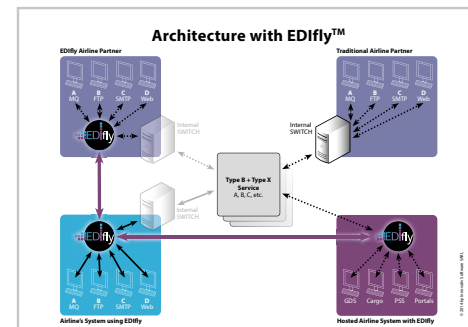 Architecture with EDIfly™
EDIfly Airline Partner
Traditional Airline Partner
A B C D
MQ FTP SMTP Web
A B C D
MQ FTP SMTP Web
EDIfly
Internal
SWITCH
Internal
SWITCH
Type B + Type X
Service
A, B, C, etc.
Internal
SWITCH
EDIfly
EDIfly
A B C D
MQ FTP SMTP Web
GDS Cargo PSS Portals
Airline's System using EDIfly
Hosted Airline System with EDIfly